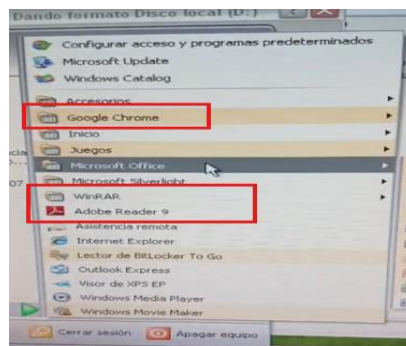 Dando formato Disco local (D:)
Configurar acceso y programas predeterminados
Microsoft Update
Windows Catalog
Accesorios
Google Chrome
Inicio
Juegos
Microsoft Office
Microsoft Silverlight
WinRAR
Adobe Reader 9
Asistencia remota
Internet Explorer
Lector de BitLocker To Go
Outlook Express
Visor de XPS EP
Windows Media Player
Windows Movie Maker
Cerrar sesión
Apagar equipo